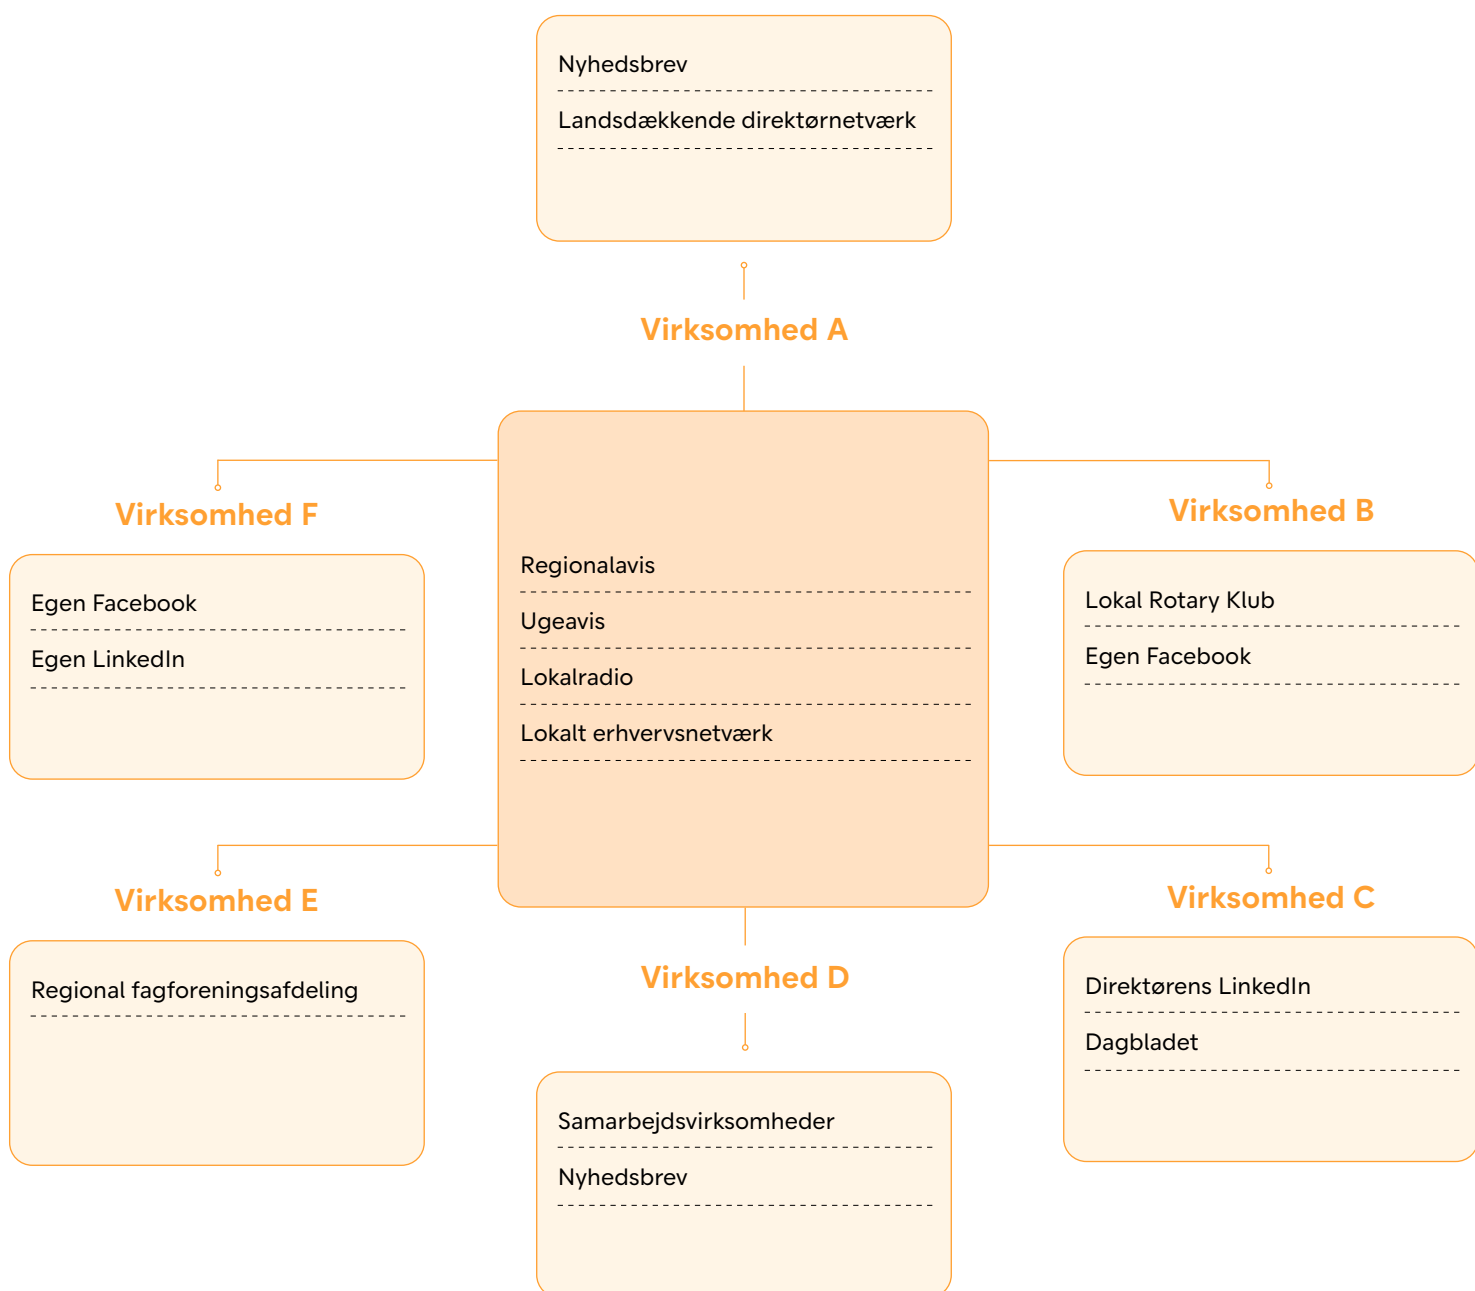 Nyhedsbrev
Landsdækkende direktørnetværk
Virksomhed A
Virksomhed F
Egen Facebook
Egen LinkedIn
Regionalavis
Ugeavis
Lokalradio
Lokalt erhvervsnetværk
Virksomhed B
Lokal Rotary Klub
Egen Facebook
Virksomhed E
Regional fagforeningsafdeling
Virksomhed D
Samarbejdsvirksomheder
Nyhedsbrev
Virksomhed C
Direktørens LinkedIn
Dagbladet